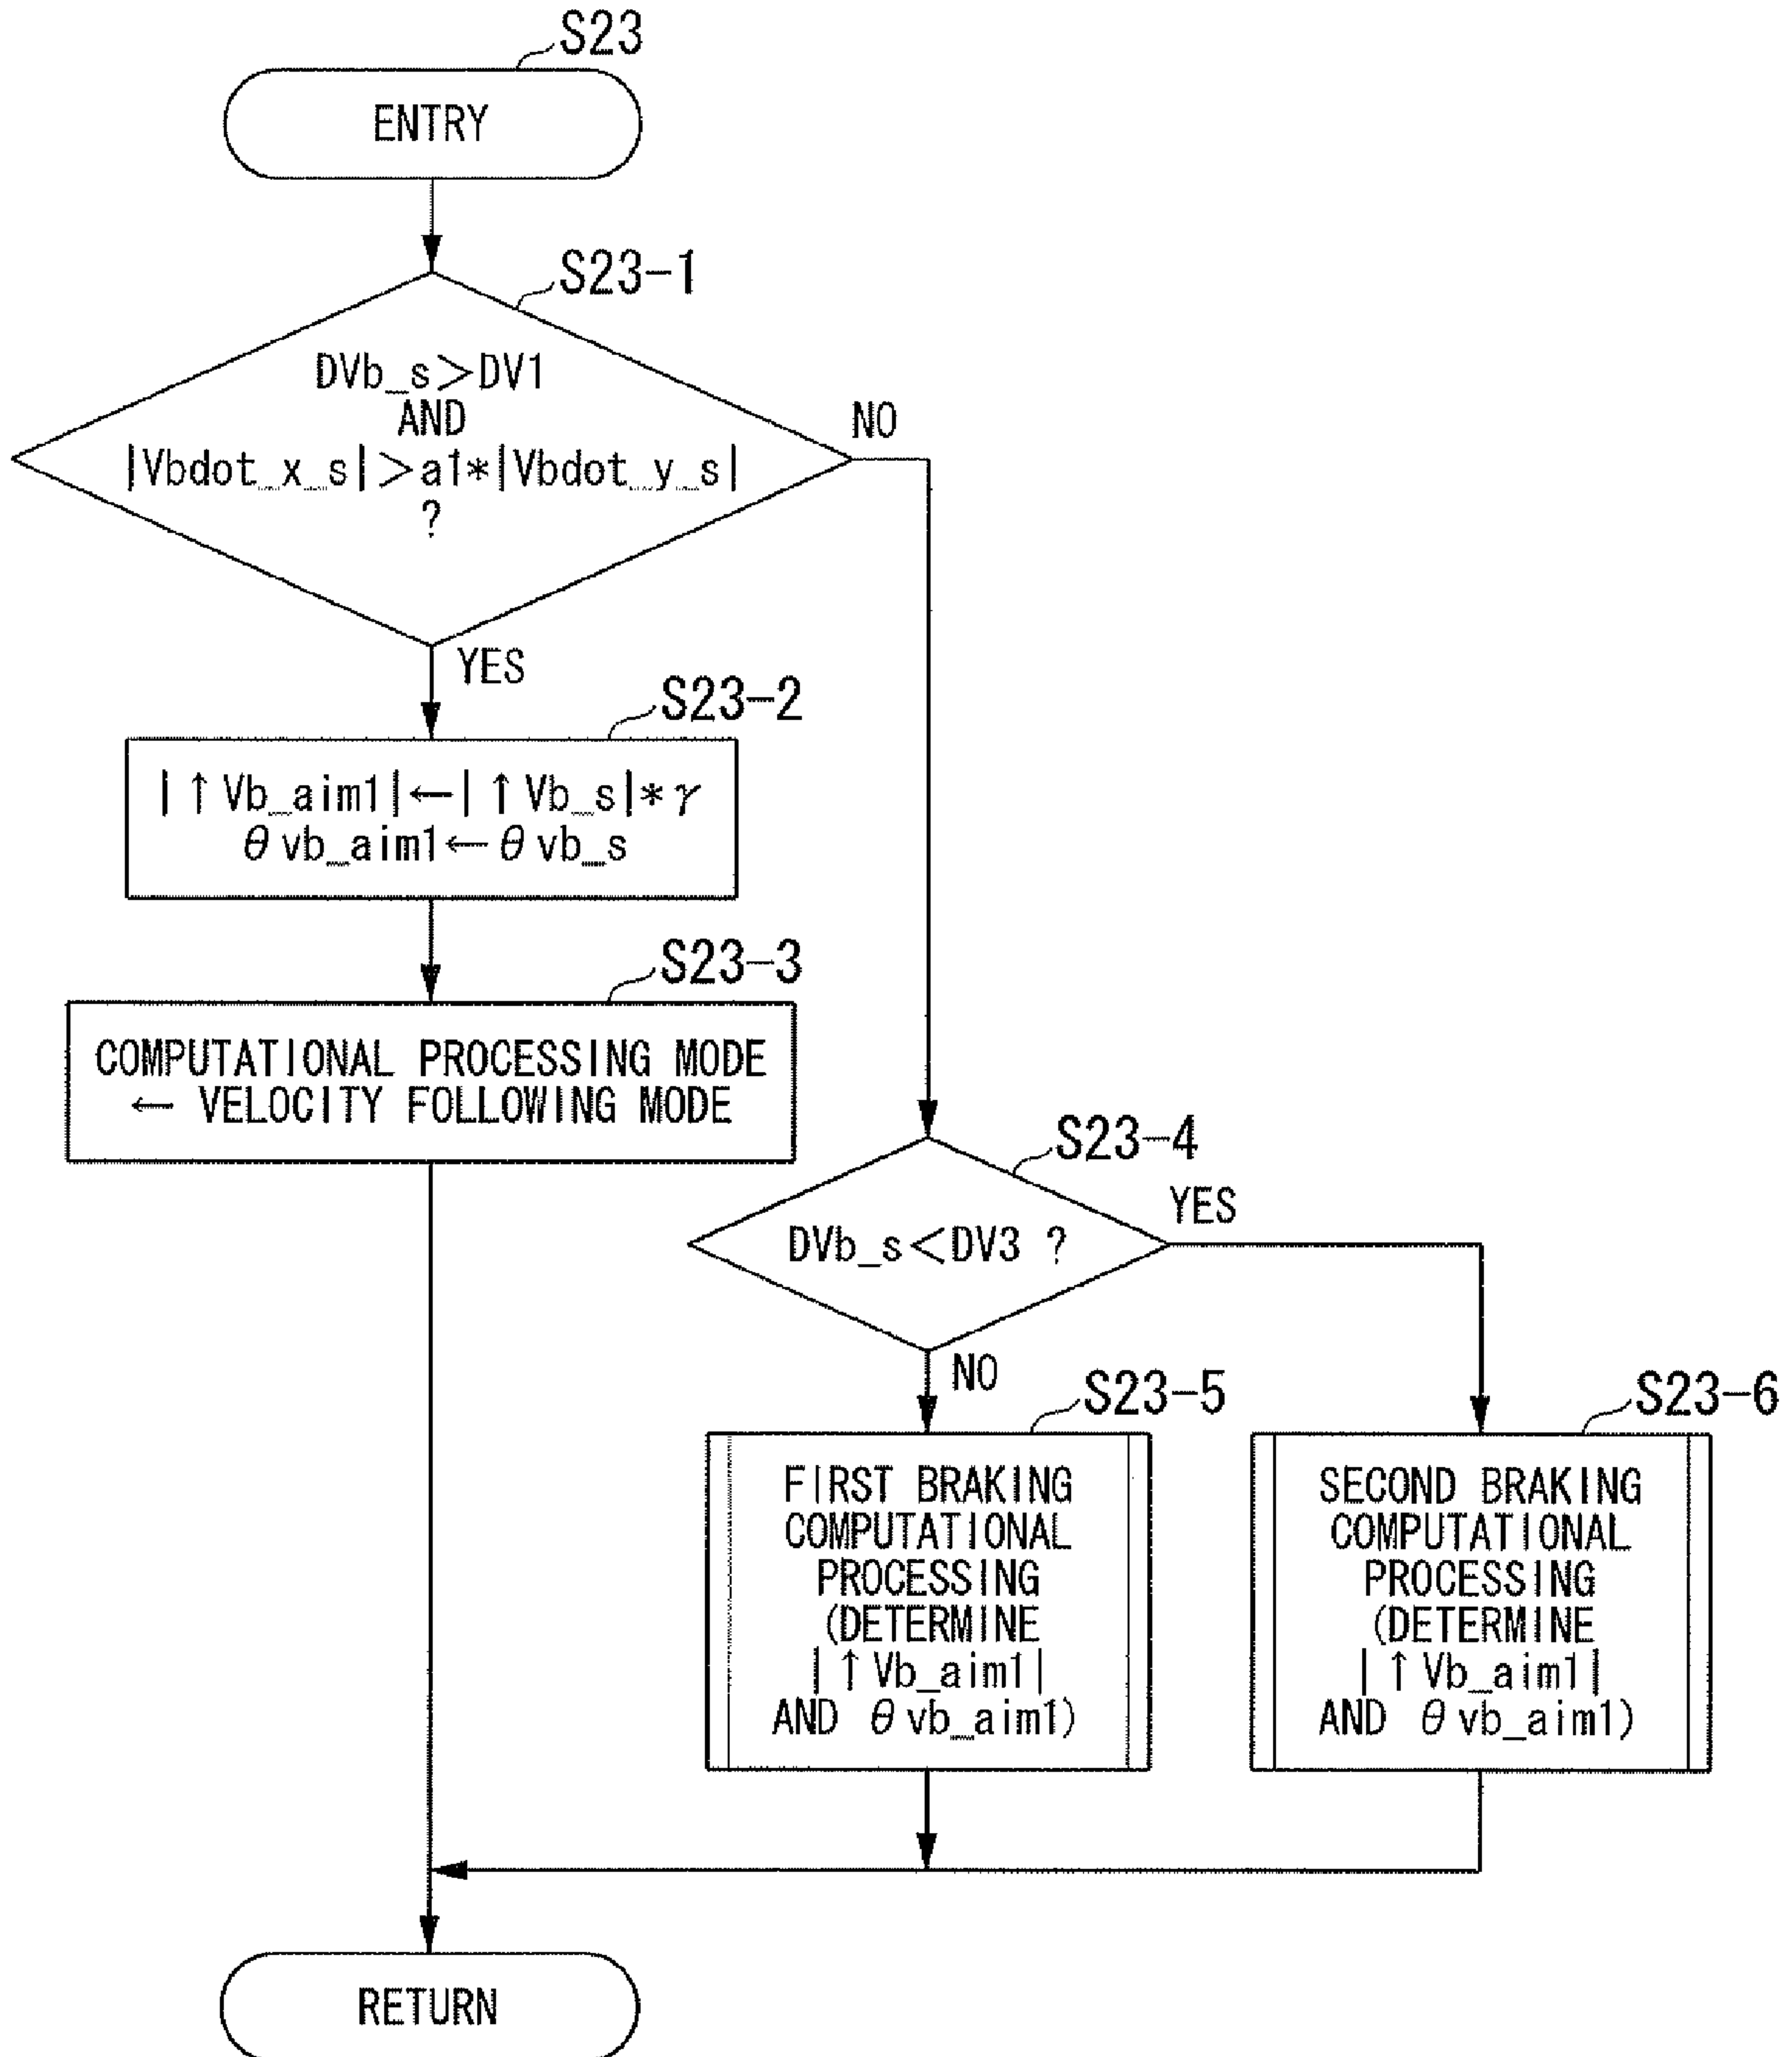 S23
ENTRY
S23-1
DVb_s＞DV1
AND
|Vbdot_x_s|＞a1*|Vbdot_y_s|
?
NO
YES
S23-2
|↑Vb_aim1|←|↑Vb_s|*γ
θvb_aim1←θvb_s
S23-3
COMPUTATIONAL PROCESSING MODE
← VELOCITY FOLLOWING MODE
S23-4
DVb_s＜DV3 ?
YES
NO
S23-5
FIRST BRAKING
COMPUTATIONAL
PROCESSING
(DETERMINE
|↑Vb_aim1|
AND θvb_aim1)
S23-6
SECOND BRAKING
COMPUTATIONAL
PROCESSING
(DETERMINE
|↑Vb_aim1|
AND θvb_aim1)
RETURN